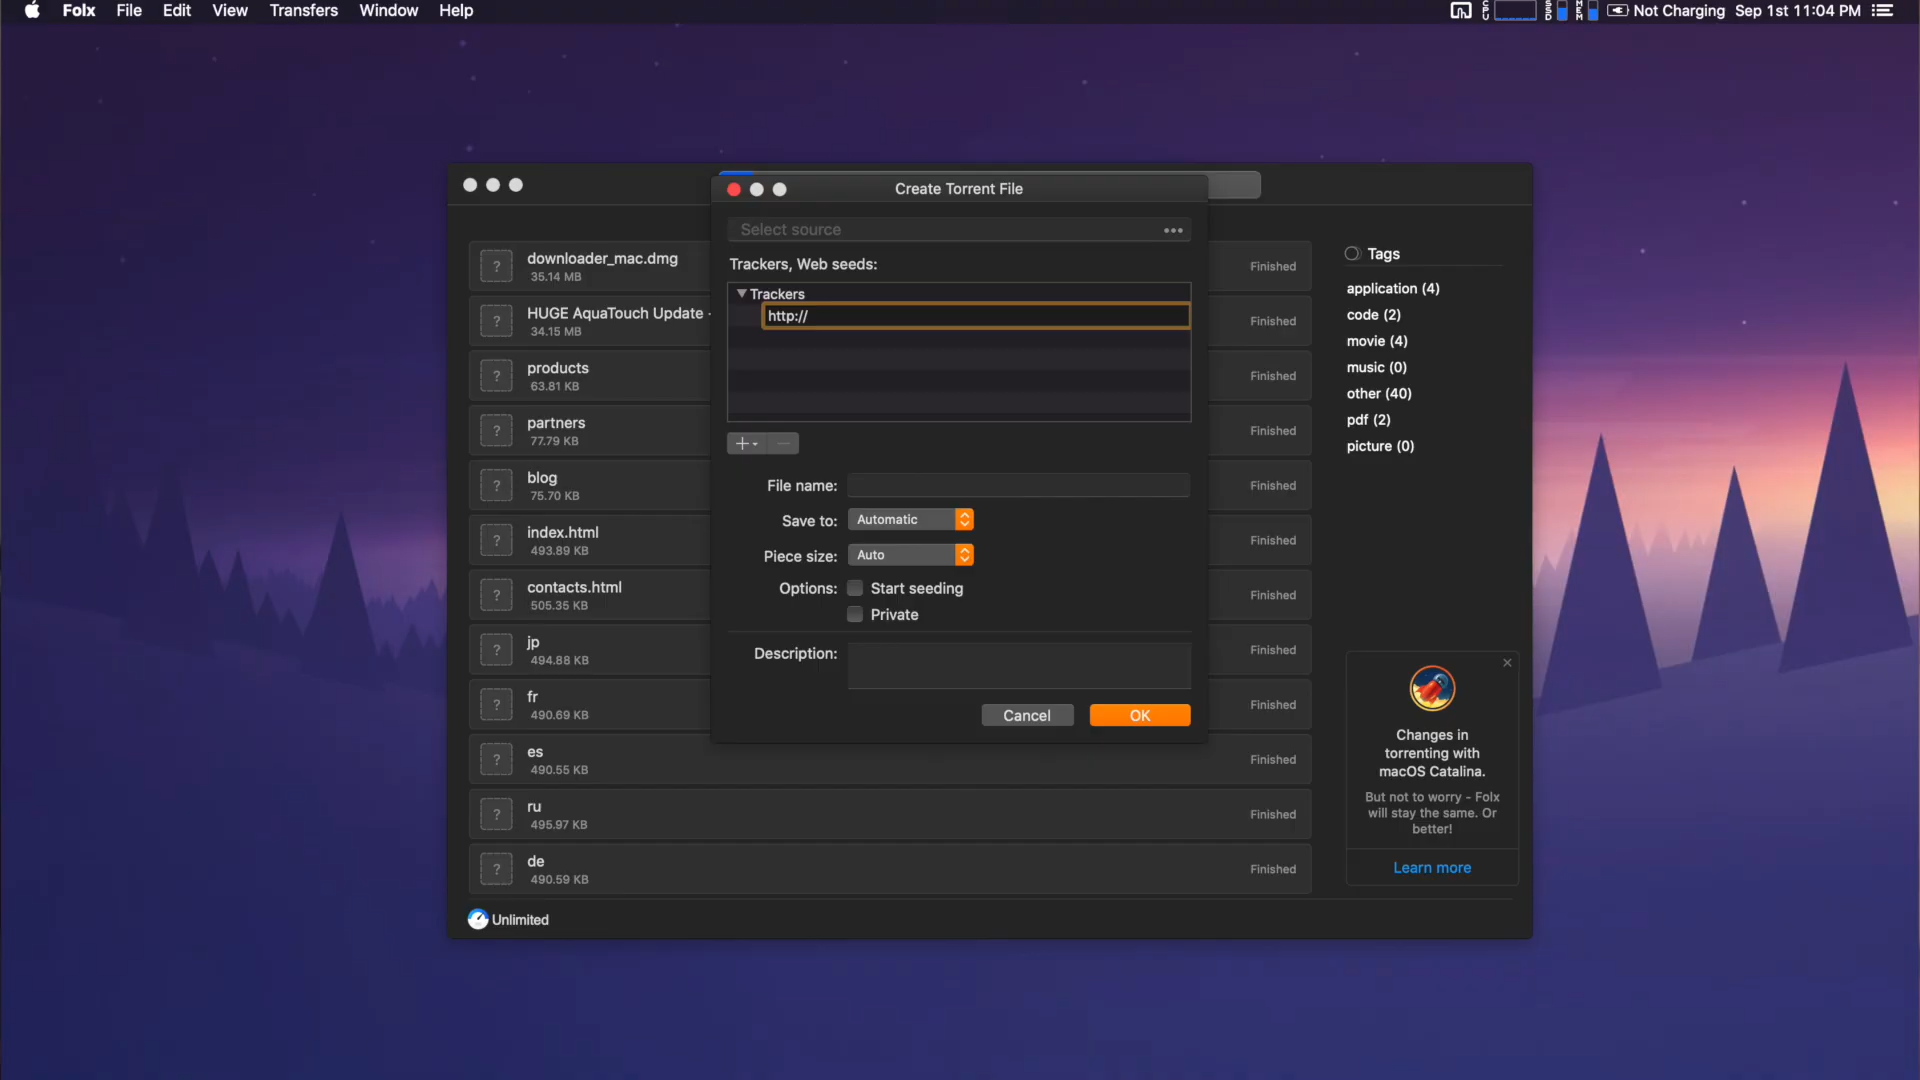 Folx File Edit View Transfers Window Help
CPU SSD MEM Not Charging Sep 1st 11:04 PM
Create Torrent File
Select source
Trackers, Web seeds:
Trackers
http://
File name:
Save to: Automatic
Piece size: Auto
Options: Start seeding
Private
Description:
Cancel OK
downloader_mac.dmg
35.14 MB
Finished
HUGE AquaTouch Update
34.15 MB
Finished
products
63.81 KB
Finished
partners
77.79 KB
Finished
blog
75.70 KB
Finished
index.html
493.89 KB
Finished
contacts.html
505.35 KB
Finished
jp
494.88 KB
Finished
fr
490.69 KB
Finished
es
490.55 KB
Finished
ru
495.97 KB
Finished
de
490.59 KB
Finished
Unlimited
Tags
application (4)
code (2)
movie (4)
music (0)
other (40)
pdf (2)
picture (0)
Changes in
torrenting with
macOS Catalina.
But not to worry - Folx
will stay the same. Or
better!
Learn more